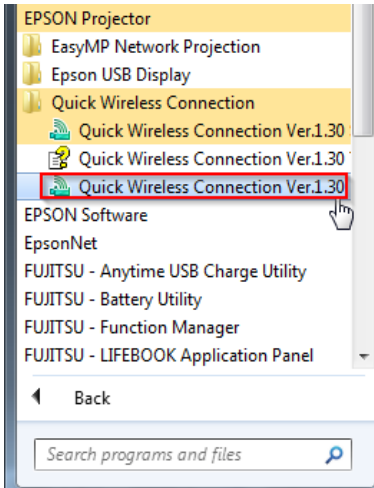 EPSON Projector
EasyMP Network Projection
Epson USB Display
Quick Wireless Connection
Quick Wireless Connection Ver.1.30
Quick Wireless Connection Ver.1.30
Quick Wireless Connection Ver.1.30
EPSON Software
EpsonNet
FUJITSU - Anytime USB Charge Utility
FUJITSU - Battery Utility
FUJITSU - Function Manager
FUJITSU - LIFEBOOK Application Panel
Back
Search programs and files